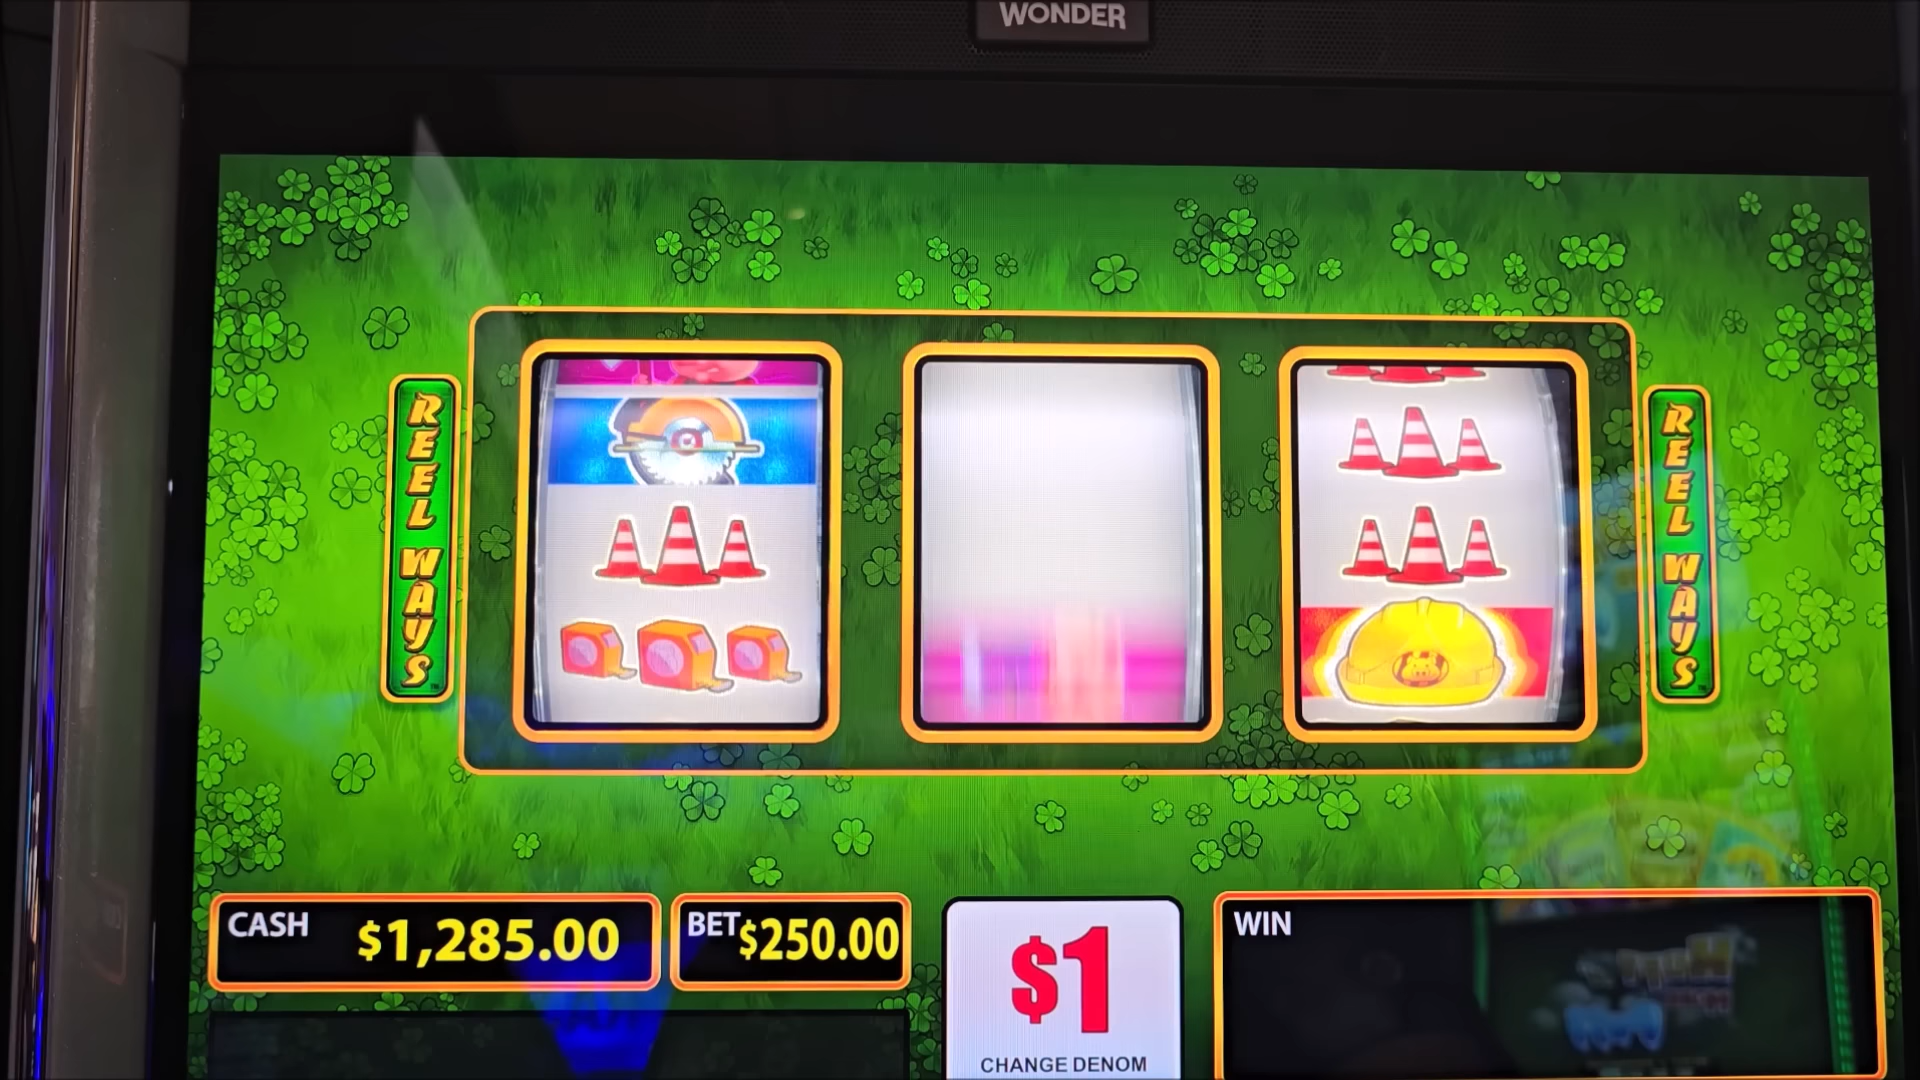 WONDER
REEL WAYS
REEL WAYS
CASH $1,285.00
BET $250.00
$1
CHANGE DENOM
WIN